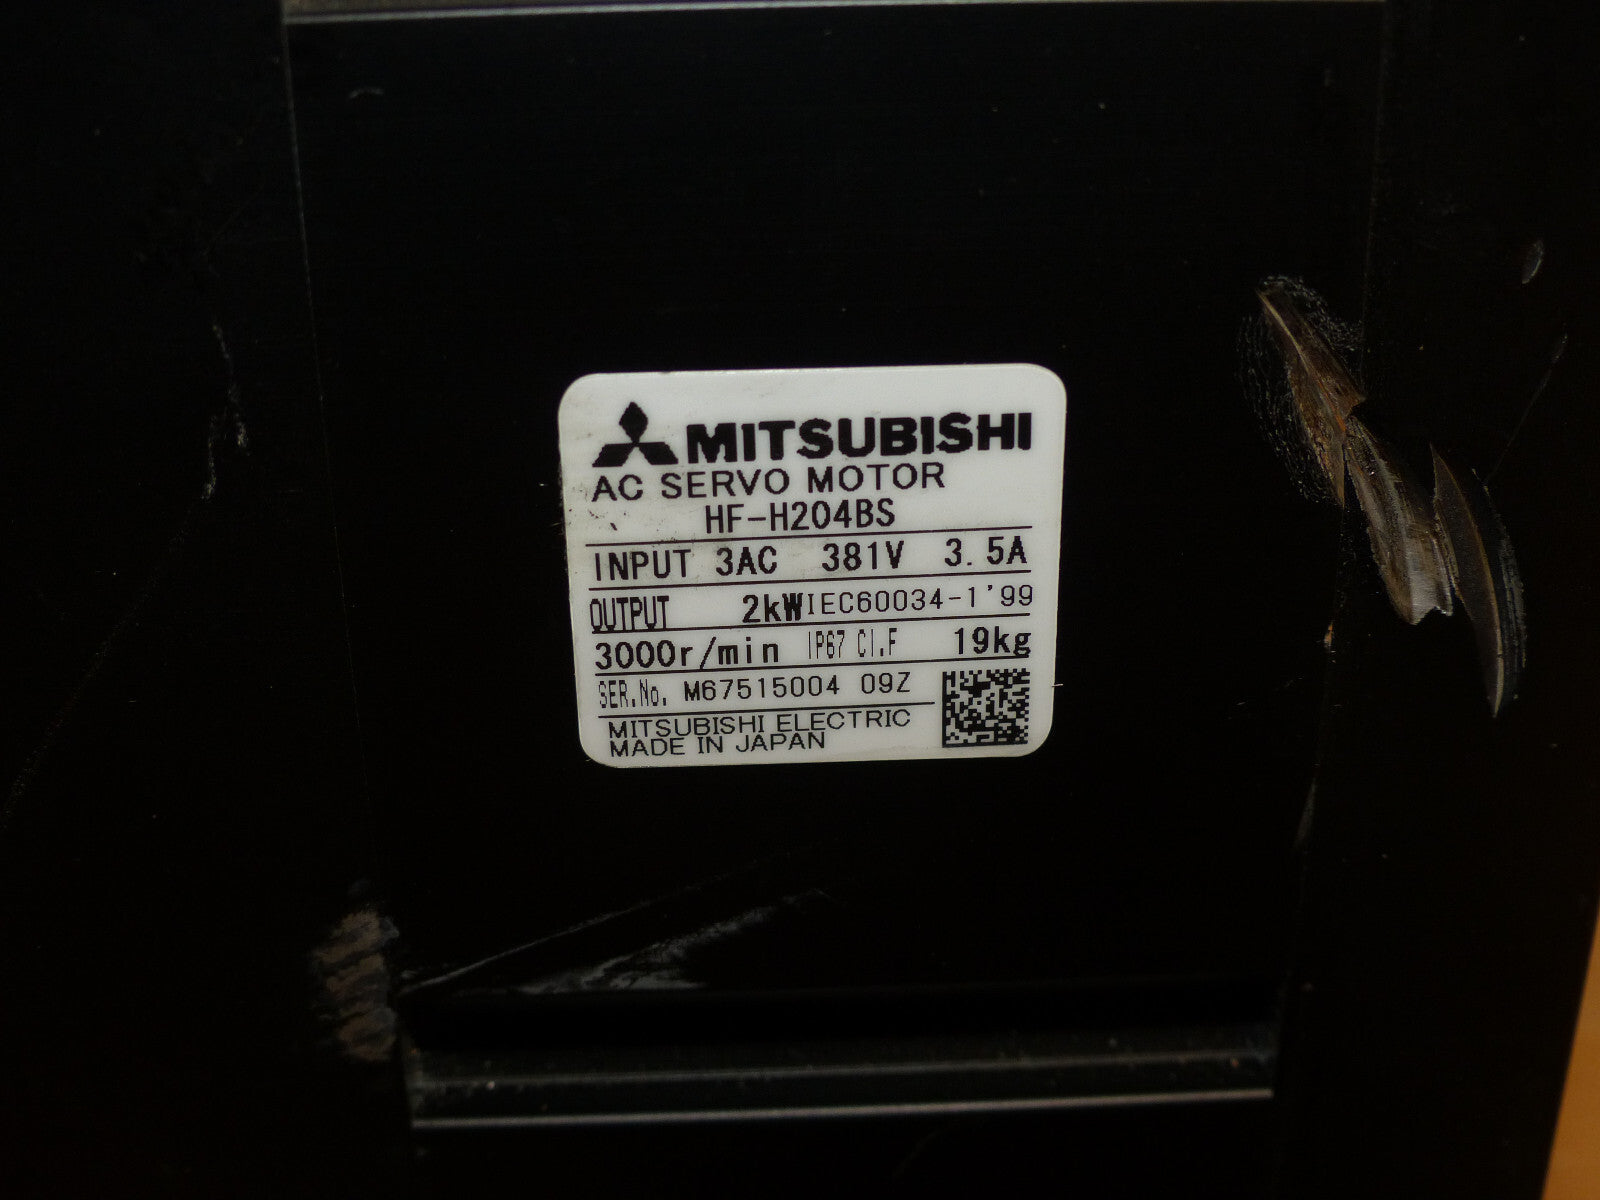 MITSUBISHI
AC SERVO MOTOR
HF-H204BS
INPUT 3AC 381V 3.5A
OUTPUT 2kW IEC60034-1'99
3000r/min IP67 CI.F 19kg
SER.No. M67515004 09Z
MITSUBISHI ELECTRIC
MADE IN JAPAN